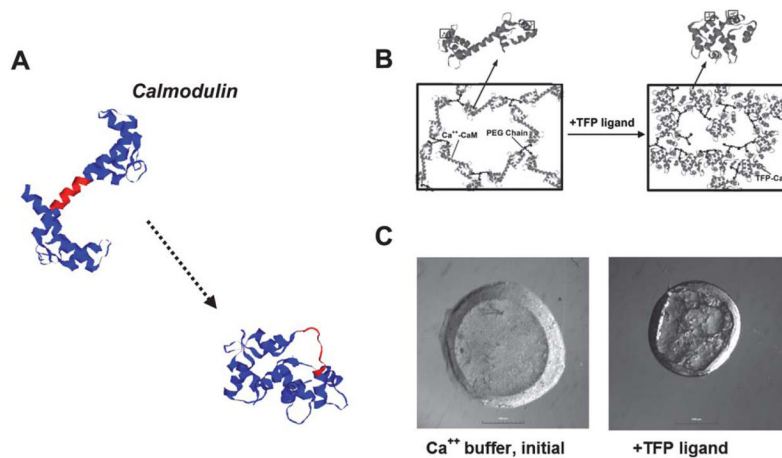 A
Calmodulin
B
+TFP ligand
Ca++-CaM
PEG Chain
TFP-Ca
C
Ca++ buffer, initial
+TFP ligand